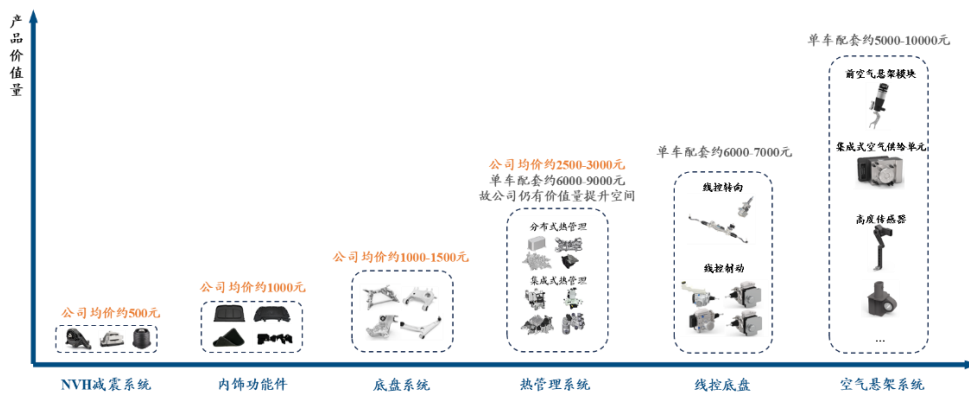 产品价值量
单车配套约5000-10000元
前空气悬架模块
集成式空气供给单元
高度传感器
...
单车配套约6000-7000元
线控转向
线控制动
公司均价约2500-3000元
单车配套约6000-9000元
故公司仍有价值量提升空间
分布式热管理
集成式热管理
公司均价约1000-1500元
公司均价约1000元
公司均价约500元
NVH减震系统
内饰功能件
底盘系统
热管理系统
线控底盘
空气悬架系统